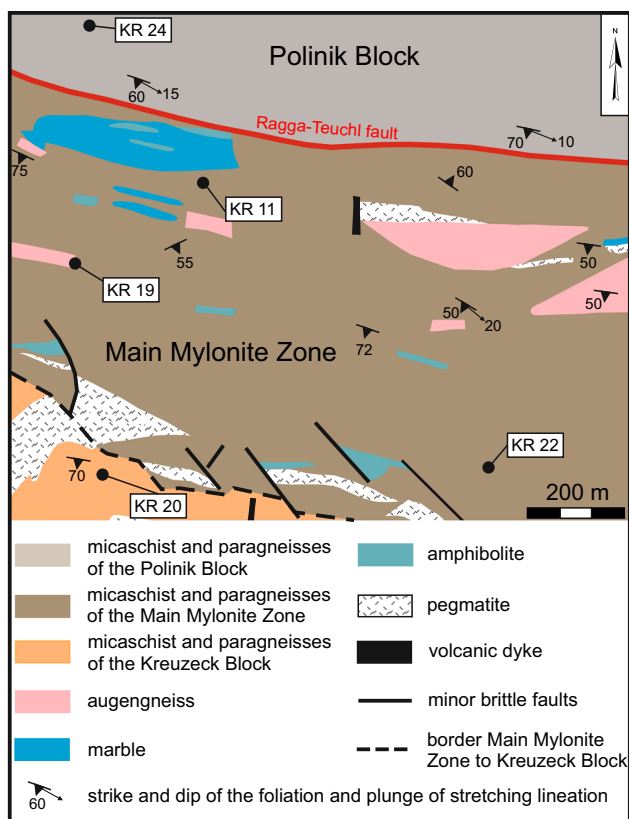 KR 24
N
Polinik Block
60 15
Ragga-Teuchl fault
70 10
75
60
KR 11
55
50
KR 19
50
50 20
72
Main Mylonite Zone
KR 22
70
KR 20
200 m
micaschist and paragneisses
of the Polinik Block
micaschist and paragneisses
of the Main Mylonite Zone
micaschist and paragneisses
of the Kreuzeck Block
augengneiss
marble
amphibolite
pegmatite
volcanic dyke
minor brittle faults
border Main Mylonite
Zone to Kreuzeck Block
60
strike and dip of the foliation and plunge of stretching lineation